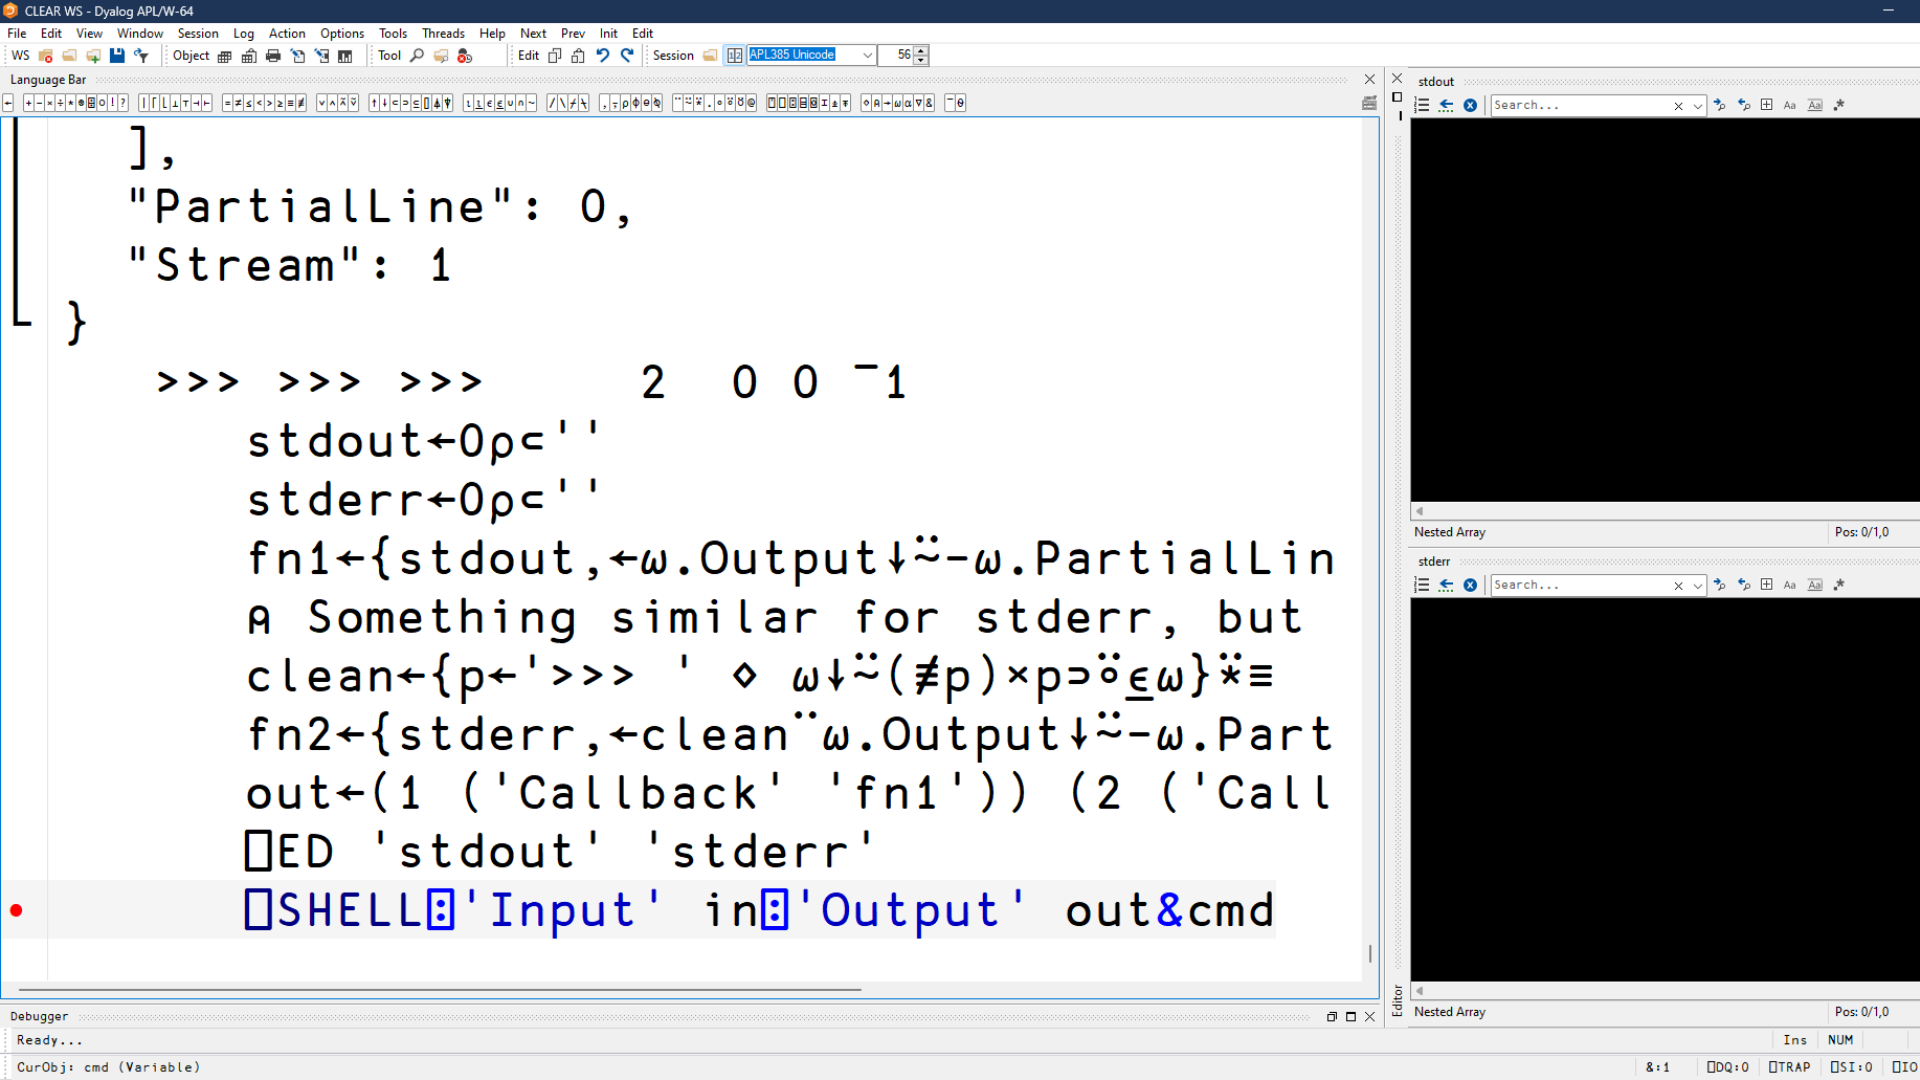 CLEAR WS - Dyalog APL/W-64
File Edit View Window Session Log Action Options Tools Threads Help Next Prev Init Edit
WS Object Tool Edit Session APL385 Unicode 56
Language Bar
],
"PartialLine": 0,
"Stream": 1
}
>>> >>> >>> 2 0 0 ¯1
stdout←0⍴⊂''
stderr←0⍴⊂''
fn1←{stdout,←⍵.Output↓⍨-⍵.PartialLin
⍝ Something similar for stderr, but
clean←{p←'>>> ' ⋄ ⍵↓⍨(≢p)×p⊃⍥⍷⍵}⍣≡
fn2←{stderr,←clean¨⍵.Output↓⍨-⍵.Part
out←(1 ('Callback' 'fn1')) (2 ('Call
⎕ED 'stdout' 'stderr'
⎕SHELL⍠'Input' in⍠'Output' out&cmd
stdout
Search...
Nested Array Pos: 0/1,0
stderr
Search...
Nested Array Pos: 0/1,0
Editor
Debugger
Ready... Ins NUM
CurObj: cmd (Variable) &:1 ⎕DQ:0 ⎕TRAP ⎕SI:0 ⎕IO